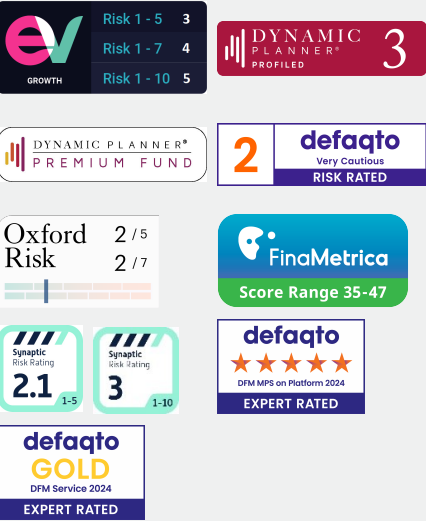 ev
GROWTH
Risk 1 - 5 3
Risk 1 - 7 4
Risk 1 - 10 5
DYNAMIC
PLANNER®
PROFILED
3
DYNAMIC PLANNER®
PREMIUM FUND
2
defaqto
Very Cautious
RISK RATED
Oxford
Risk
2 / 5
2 / 7
FinaMetrica
Score Range 35-47
Synaptic
Risk Rating
2.1
1-5
Synaptic
Risk Rating
3
1-10
defaqto
DFM MPS on Platform 2024
EXPERT RATED
defaqto
GOLD
DFM Service 2024
EXPERT RATED